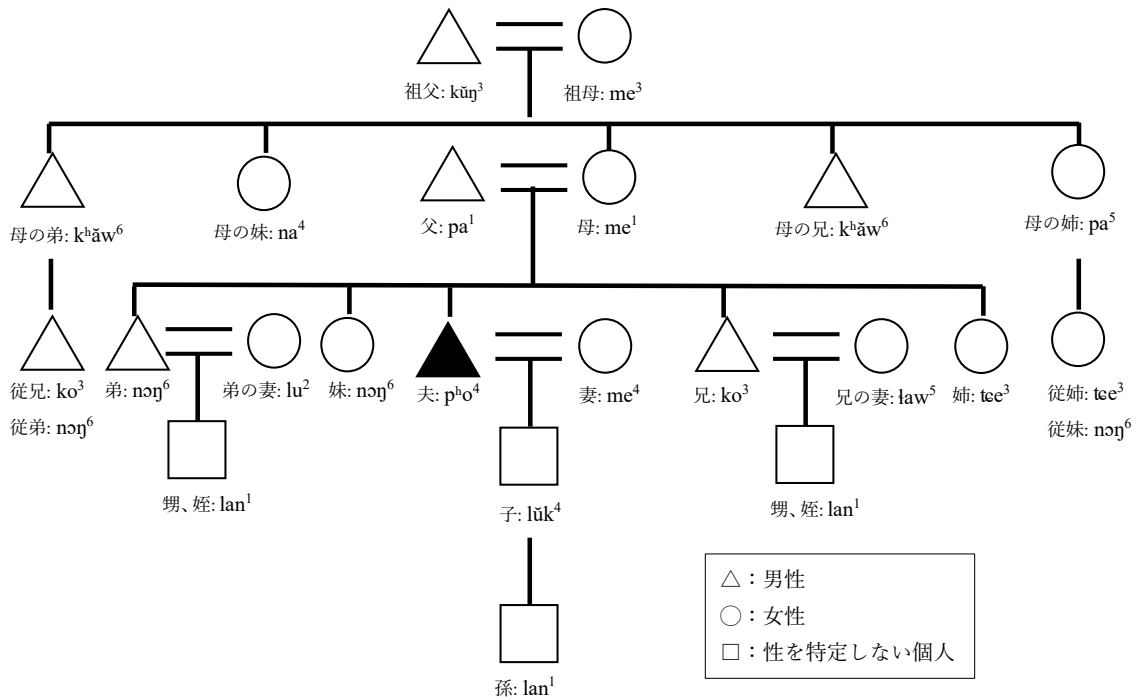 祖父: kŭŋ³ 祖母: me³
母の弟: kʰăw⁶ 母の妹: na⁴ 父: pa¹ 母: me¹ 母の兄: kʰăw⁶ 母の姉: pa⁵
従兄: ko³ 弟: nɔŋ⁶ 弟の妻: lu² 妹: nɔŋ⁶ 夫: pʰo⁴ 妻: me⁴ 兄: ko³ 兄の妻: ɬaw⁵ 姉: ʨe³ 従姉: ʨe³
従弟: nɔŋ⁶ 従妹: nɔŋ⁶
甥、姪: lan¹ 子: lŭk⁴ 甥、姪: lan¹
△：男性
○：女性
□：性を特定しない個人
孫: lan¹